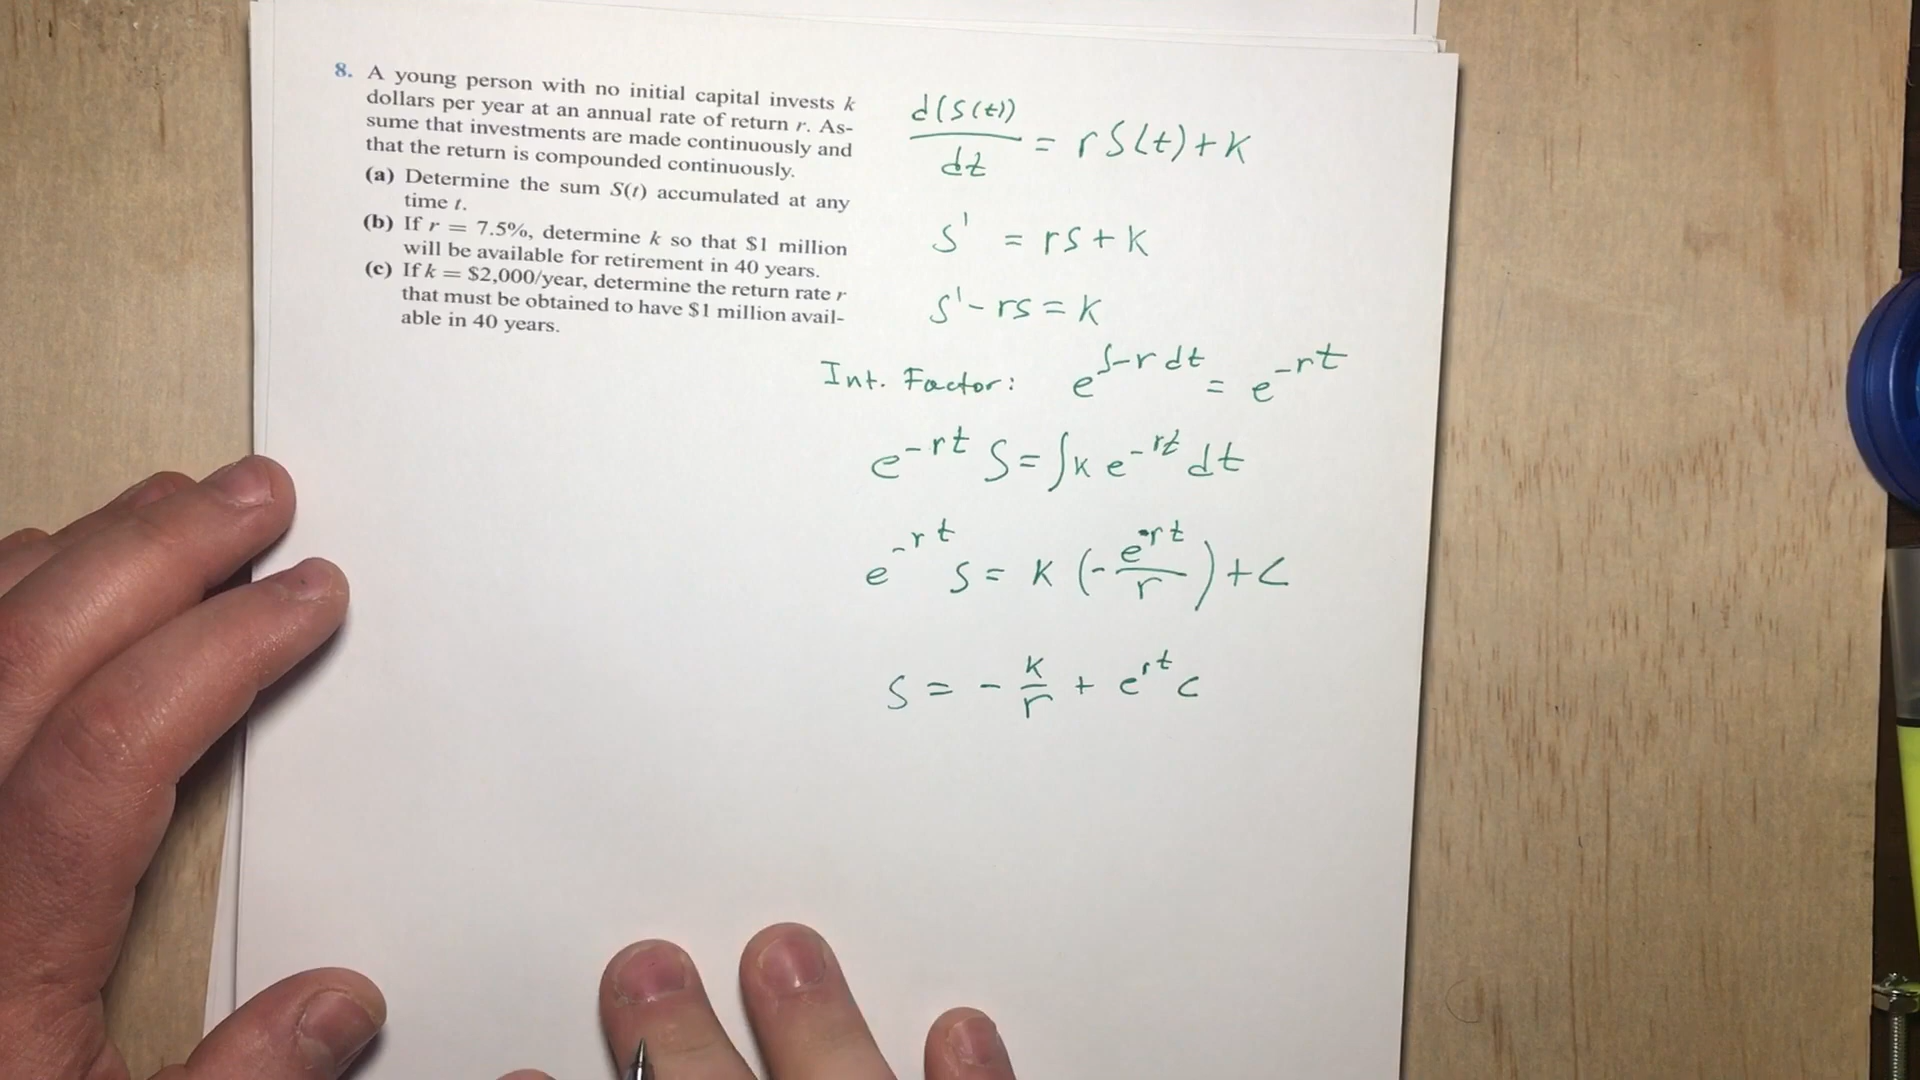 8. A young person with no initial capital invests k
dollars per year at an annual rate of return r. As-
sume that investments are made continuously and
that the return is compounded continuously.
(a) Determine the sum S(t) accumulated at any
time t.
(b) If r = 7.5%, determine k so that $1 million
will be available for retirement in 40 years.
(c) If k = $2,000/year, determine the return rate r
that must be obtained to have $1 million avail-
able in 40 years.
d(S(t))/dt = rS(t)+k
S' = rS+k
S'-rS=k
Int. Factor: e^{∫-r dt} = e^{-rt}
e^{-rt} S = ∫k e^{-rt} dt
e^{-rt} S = k (- e^{-rt}/r) + C
S = - k/r + e^{rt} C